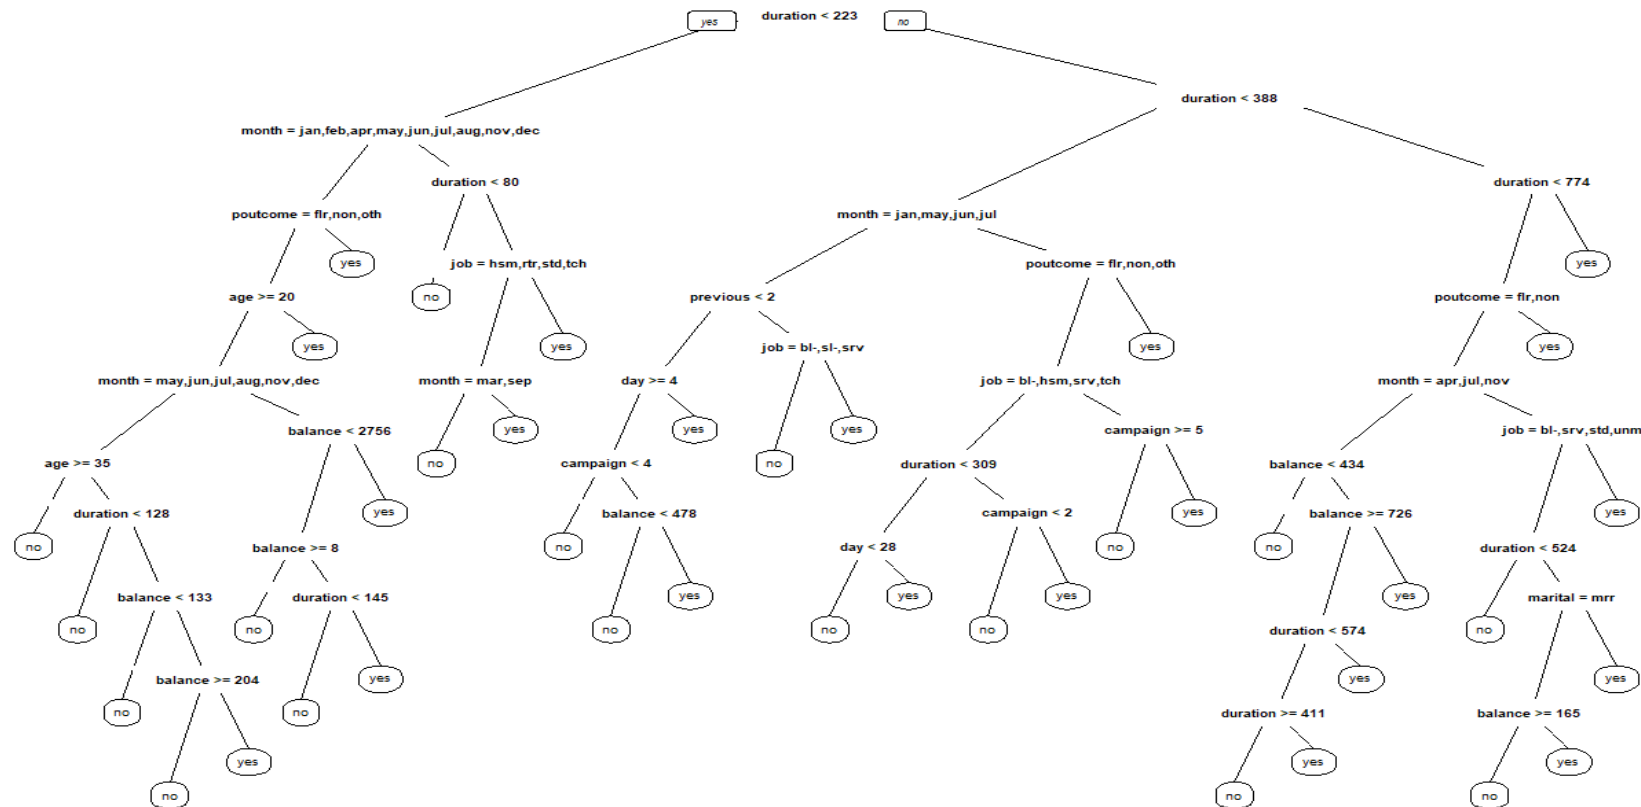 yes duration < 223 no
duration < 388
month = jan,feb,apr,may,jun,jul,aug,nov,dec
duration < 80 duration < 774
poutcome = flr,non,oth month = jan,may,jun,jul
yes job = hsm,rtr,std,tch poutcome = flr,non,oth yes
age >= 20 no previous < 2 poutcome = flr,non
yes yes job = bl-,sl-,srv yes yes
month = may,jun,jul,aug,nov,dec month = mar,sep day >= 4 job = bl-,hsm,srv,tch month = apr,jul,nov
balance < 2756 yes yes yes campaign >= 5 job = bl-,srv,std,unm
age >= 35 no campaign < 4 no duration < 309 balance < 434
duration < 128 yes balance < 478 campaign < 2 yes balance >= 726 yes
no balance >= 8 no day < 28 no no duration < 524
balance < 133 duration < 145 yes yes yes yes marital = mrr
no no no no no duration < 574 no
balance >= 204 yes yes yes
no no duration >= 411 balance >= 165
yes yes yes
no no no